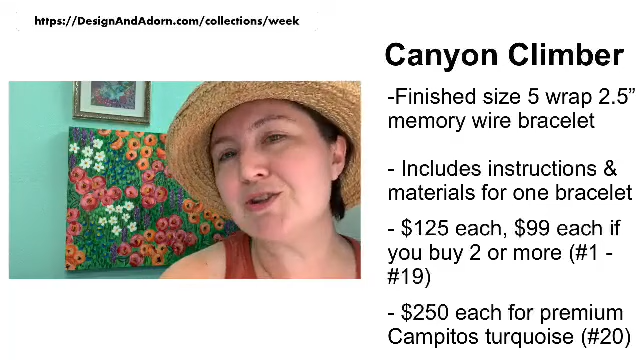 https://DesignAndAdorn.com/collections/week
Canyon Climber
-Finished size 5 wrap 2.5”
memory wire bracelet
- Includes instructions &
materials for one bracelet
- $125 each, $99 each if
you buy 2 or more (#1 -
#19)
- $250 each for premium
Campitos turquoise (#20)